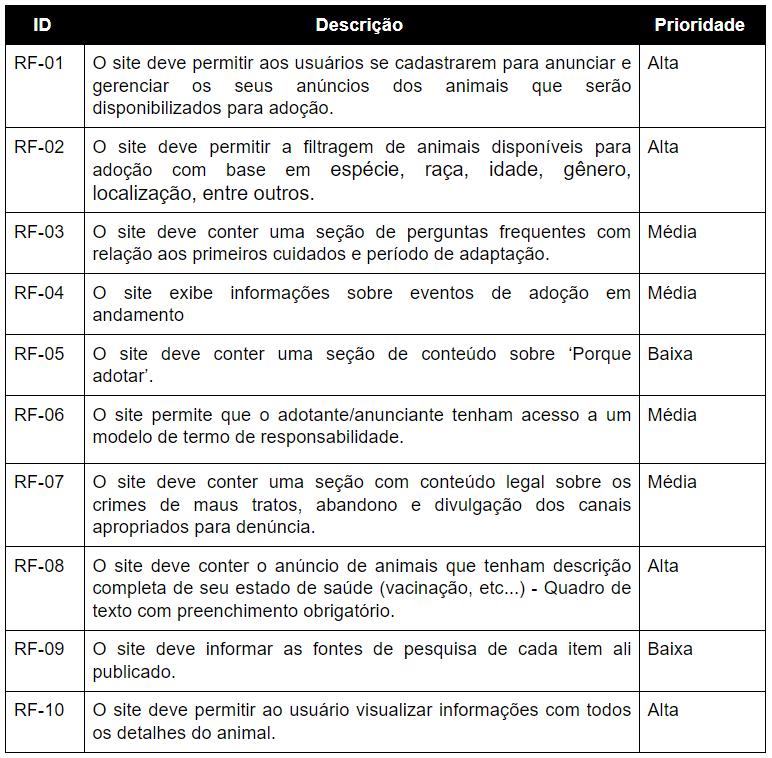 ID Descrição Prioridade
RF-01 O site deve permitir aos usuários se cadastrarem para anunciar e Alta
gerenciar os seus anúncios dos animais que serão
disponibilizados para adoção.
RF-02 O site deve permitir a filtragem de animais disponíveis para Alta
adoção com base em espécie, raça, idade, gênero,
localização, entre outros.
RF-03 O site deve conter uma seção de perguntas frequentes com Média
relação aos primeiros cuidados e período de adaptação.
RF-04 O site exibe informações sobre eventos de adoção em Média
andamento
RF-05 O site deve conter uma seção de conteúdo sobre ‘Porque Baixa
adotar’.
RF-06 O site permite que o adotante/anunciante tenham acesso a um Média
modelo de termo de responsabilidade.
RF-07 O site deve conter uma seção com conteúdo legal sobre os Média
crimes de maus tratos, abandono e divulgação dos canais
apropriados para denúncia.
RF-08 O site deve conter o anúncio de animais que tenham descrição Alta
completa de seu estado de saúde (vacinação, etc...) - Quadro de
texto com preenchimento obrigatório.
RF-09 O site deve informar as fontes de pesquisa de cada item ali Baixa
publicado.
RF-10 O site deve permitir ao usuário visualizar informações com todos Alta
os detalhes do animal.